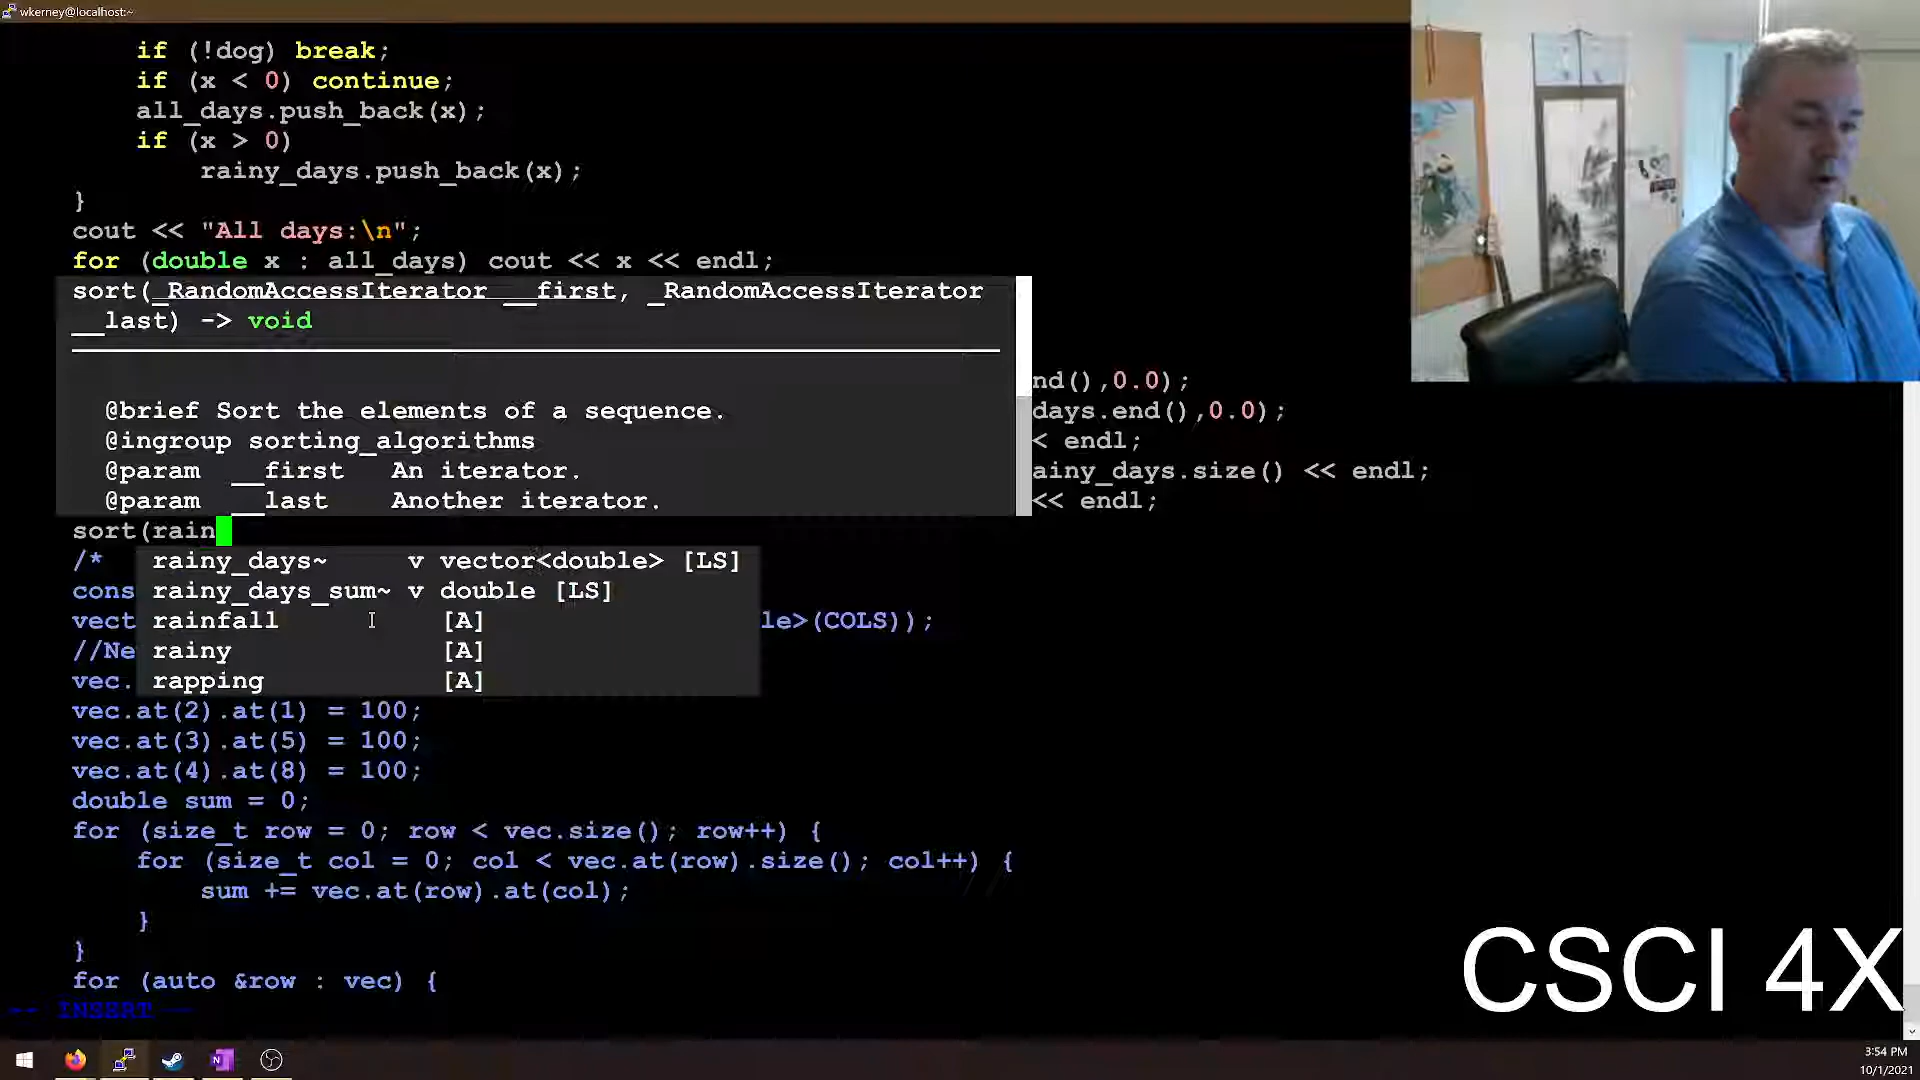 wkerney@localhost:~
if (!dog) break;
if (x < 0) continue;
all_days.push_back(x);
if (x > 0)
rainy_days.push_back(x);
}
cout << "All days:\n";
for (double x : all_days) cout << x << endl;
sort(_RandomAccessIterator __first, _RandomAccessIterator
__last) -> void
nd(),0.0);
@brief Sort the elements of a sequence. days.end(),0.0);
@ingroup sorting_algorithms < endl;
@param __first An iterator. ainy_days.size() << endl;
@param __last Another iterator. << endl;
sort(rain
/* rainy_days~ v vector<double> [LS]
cons rainy_days_sum~ v double [LS]
vect rainfall [A] le>(COLS));
//Ne rainy [A]
vec. rapping [A]
vec.at(2).at(1) = 100;
vec.at(3).at(5) = 100;
vec.at(4).at(8) = 100;
double sum = 0;
for (size_t row = 0; row < vec.size(); row++) {
for (size_t col = 0; col < vec.at(row).size(); col++) {
sum += vec.at(row).at(col);
}
}
for (auto &row : vec) {
-- INSERT --
CSCI 4X
3:54 PM
10/1/2021